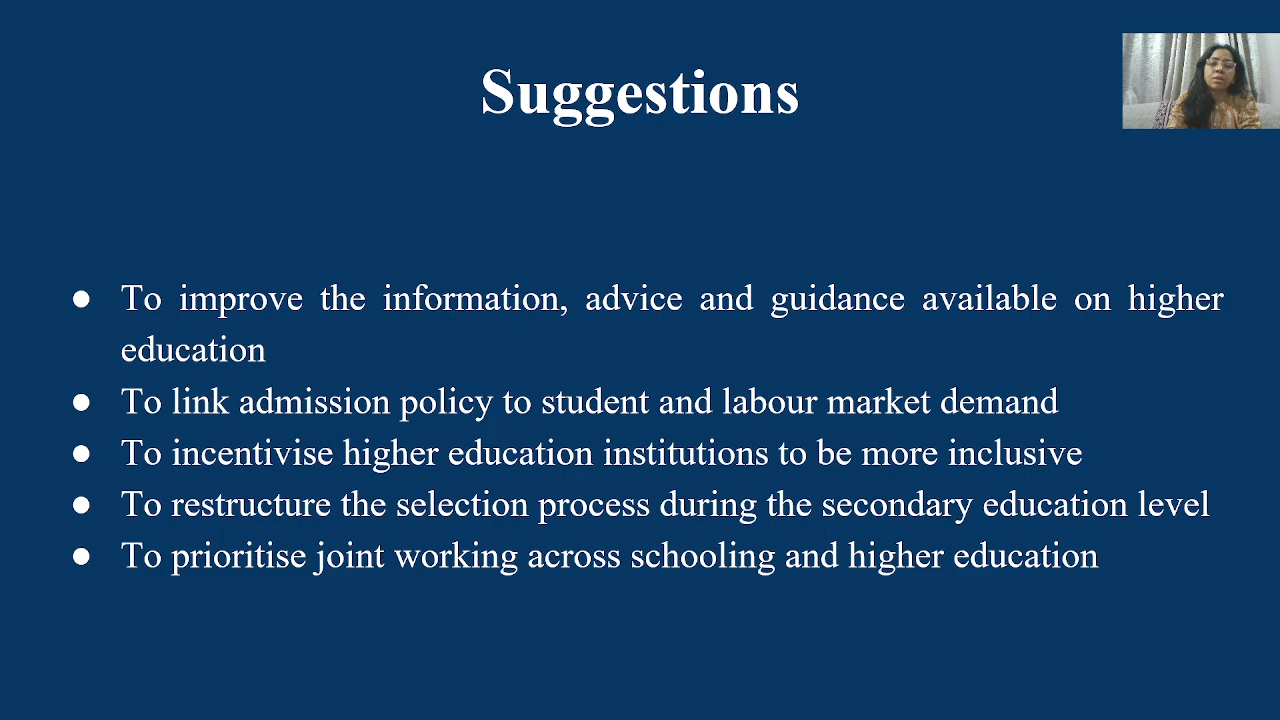 Suggestions
● To improve the information, advice and guidance available on higher
education
● To link admission policy to student and labour market demand
● To incentivise higher education institutions to be more inclusive
● To restructure the selection process during the secondary education level
● To prioritise joint working across schooling and higher education